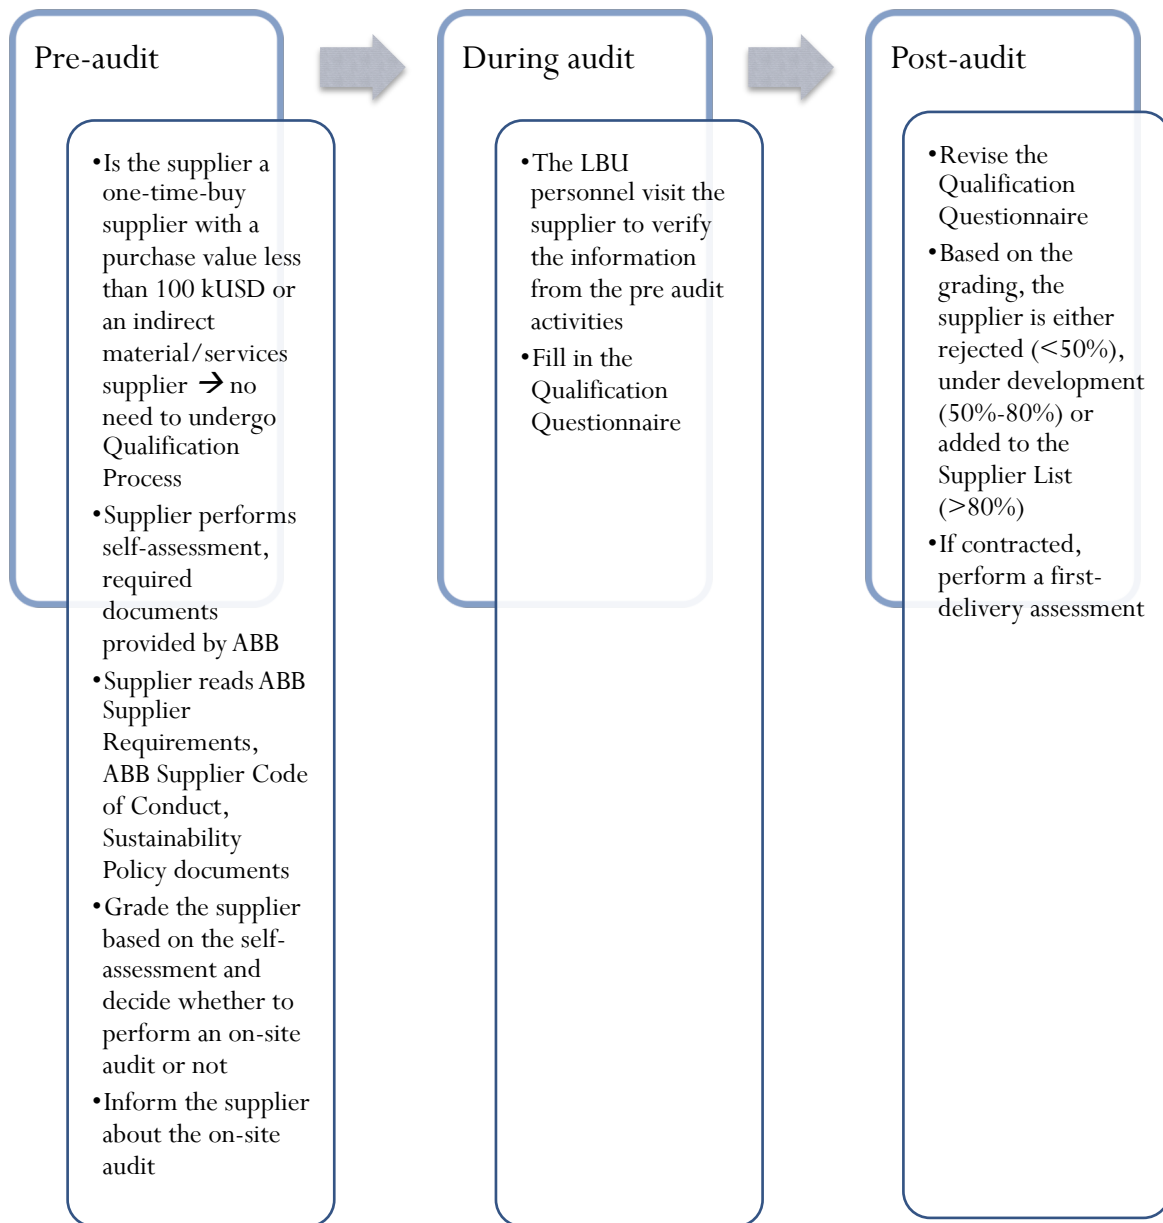 Pre-audit
•Is the supplier a
one-time-buy
supplier with a
purchase value less
than 100 kUSD or
an indirect
material/services
supplier → no
need to undergo
Qualification
Process
•Supplier performs
self-assessment,
required
documents
provided by ABB
•Supplier reads ABB
Supplier
Requirements,
ABB Supplier Code
of Conduct,
Sustainability
Policy documents
•Grade the supplier
based on the self-
assessment and
decide whether to
perform an on-site
audit or not
•Inform the supplier
about the on-site
audit
During audit
•The LBU
personnel visit the
supplier to verify
the information
from the pre audit
activities
•Fill in the
Qualification
Questionnaire
Post-audit
•Revise the
Qualification
Questionnaire
•Based on the
grading, the
supplier is either
rejected (<50%),
under development
(50%-80%) or
added to the
Supplier List
(>80%)
•If contracted,
perform a first-
delivery assessment